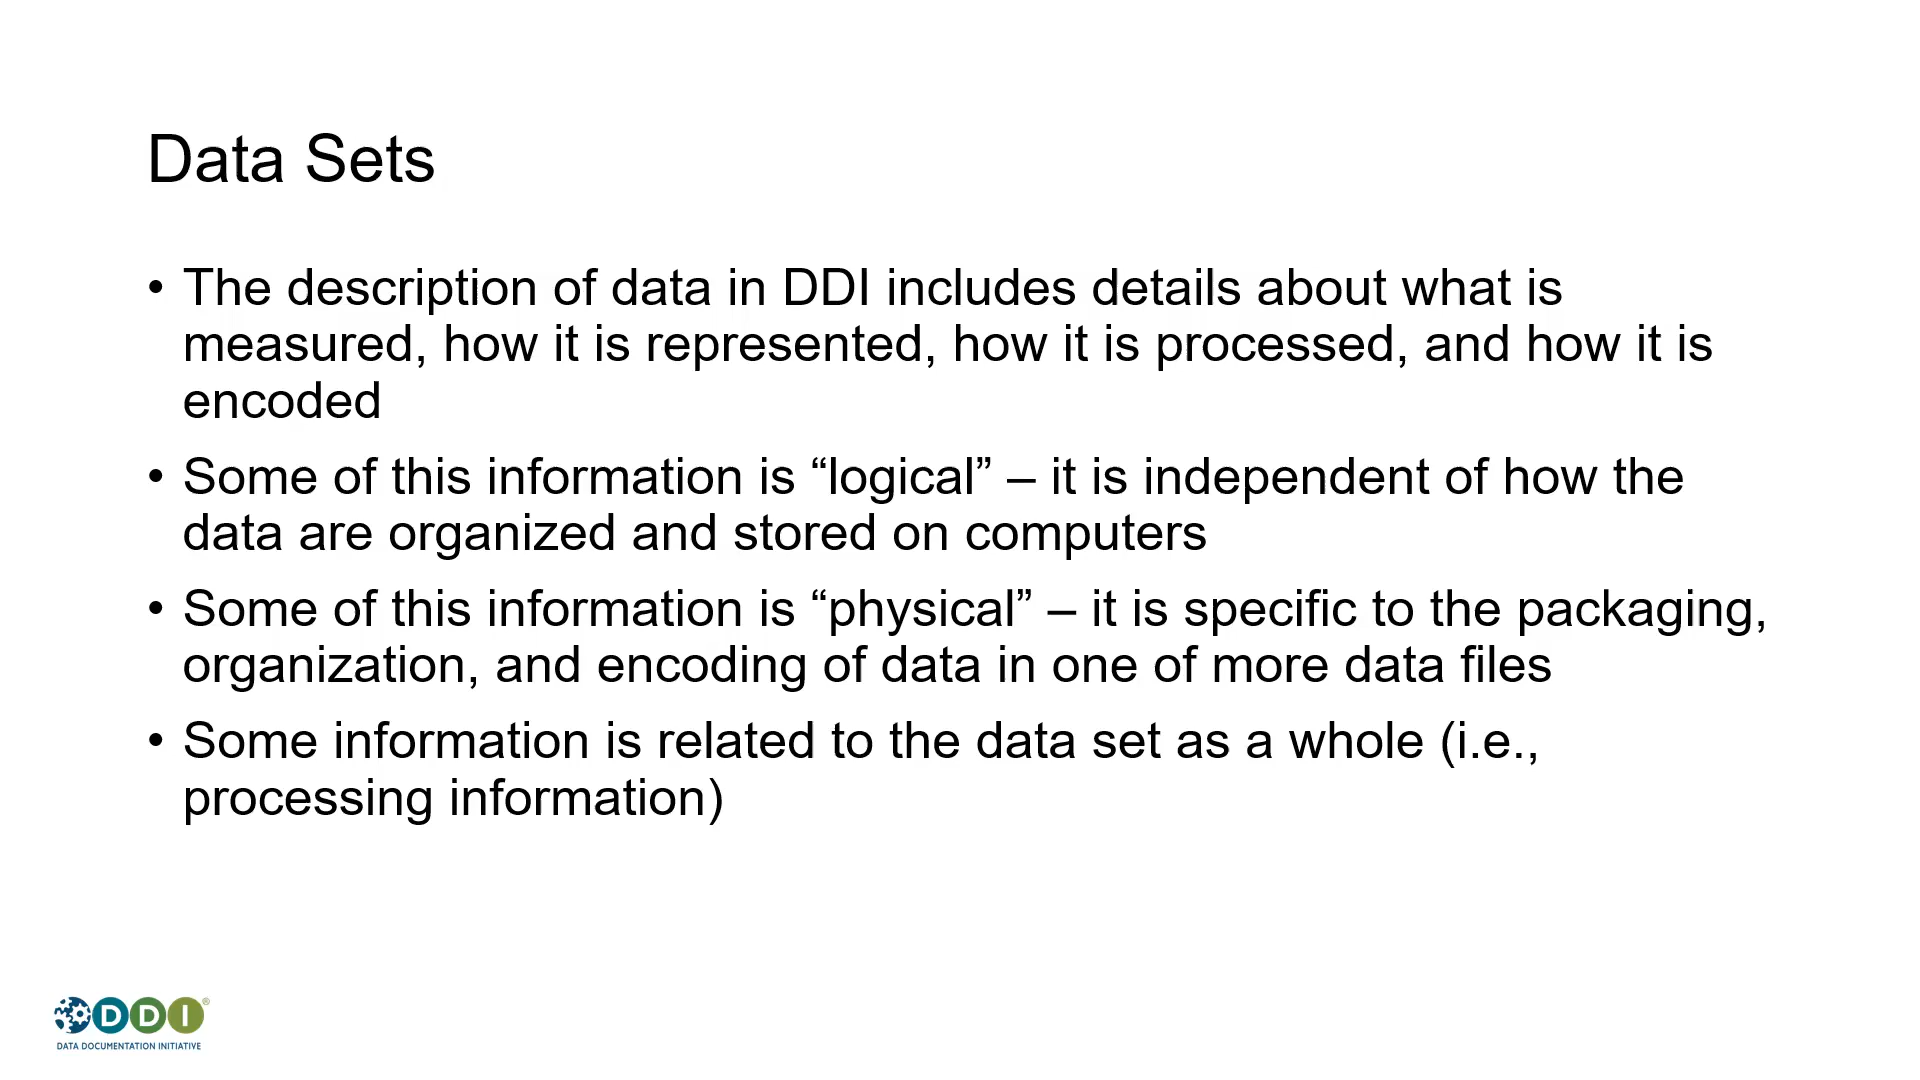 Data Sets
• The description of data in DDI includes details about what is
measured, how it is represented, how it is processed, and how it is
encoded
• Some of this information is “logical” – it is independent of how the
data are organized and stored on computers
• Some of this information is “physical” – it is specific to the packaging,
organization, and encoding of data in one of more data files
• Some information is related to the data set as a whole (i.e.,
processing information)
DDI®
DATA DOCUMENTATION INITIATIVE